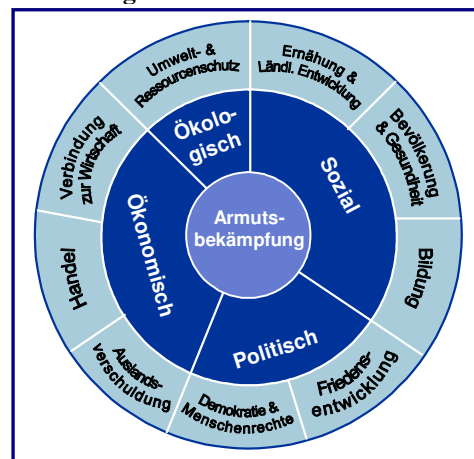 Umwelt- &
Ressourcenschutz
Ernährung &
Ländl. Entwicklung
Bevölkerung
& Gesundheit
Bildung
Friedens-
entwicklung
Demokratie &
Menschenrechte
Auslands-
verschuldung
Handel
Verbindung
zur Wirtschaft
Ökolo-
gisch
Sozial
Politisch
Ökonomisch
Armuts-
bekämpfung